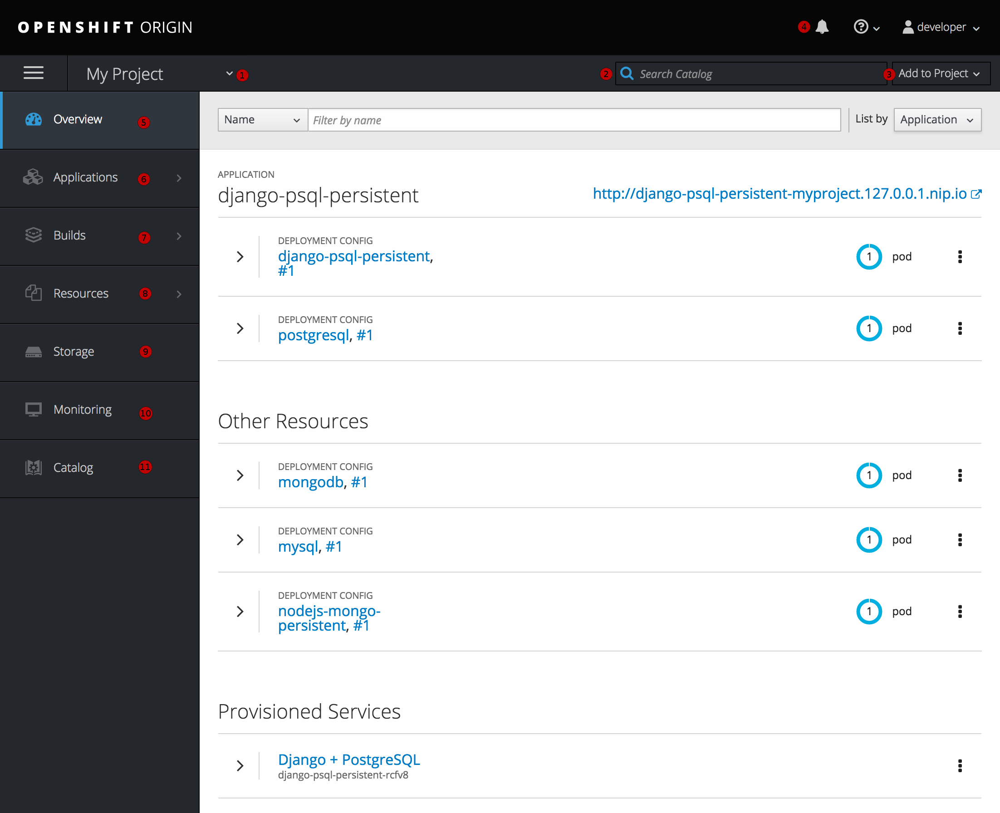 OPENSHIFT ORIGIN
4
developer
My Project
1
2
Search Catalog
3
Add to Project
Overview
5
Applications
6
Builds
7
Resources
8
Storage
9
Monitoring
10
Catalog
11
Name
Filter by name
List by
Application
APPLICATION
django-psql-persistent
http://django-psql-persistent-myproject.127.0.0.1.nip.io
DEPLOYMENT CONFIG
django-psql-persistent,
#1
1 pod
DEPLOYMENT CONFIG
postgresql, #1
1 pod
Other Resources
DEPLOYMENT CONFIG
mongodb, #1
1 pod
DEPLOYMENT CONFIG
mysql, #1
1 pod
DEPLOYMENT CONFIG
nodejs-mongo-
persistent, #1
1 pod
Provisioned Services
Django + PostgreSQL
django-psql-persistent-rcfv8